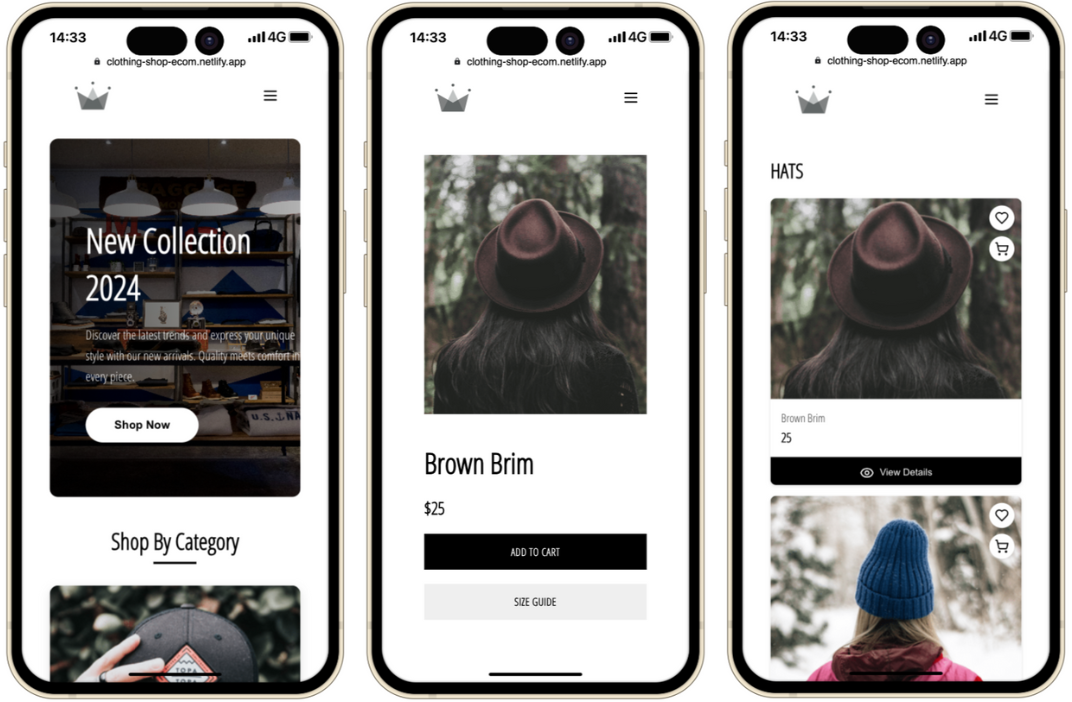 14:33
4G
clothing-shop-ecom.netlify.app
New Collection
2024
Discover the latest trends and express your unique
style with our new arrivals. Quality meets comfort in
every piece.
Shop Now
U.S. NA
Shop By Category
TOPA
TOPA
14:33
4G
clothing-shop-ecom.netlify.app
Brown Brim
$25
ADD TO CART
SIZE GUIDE
14:33
4G
clothing-shop-ecom.netlify.app
HATS
Brown Brim
25
View Details